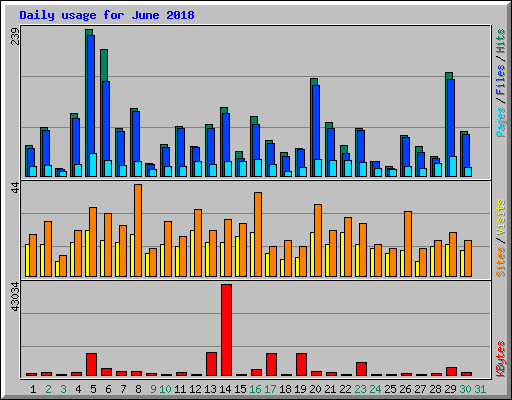 Daily usage for June 2018
239
Pages / Files / Hits
44
Sites / Visits
43034
KBytes
1 2 3 4 5 6 7 8 9 10 11 12 13 14 15 16 17 18 19 20 21 22 23 24 25 26 27 28 29 30 31